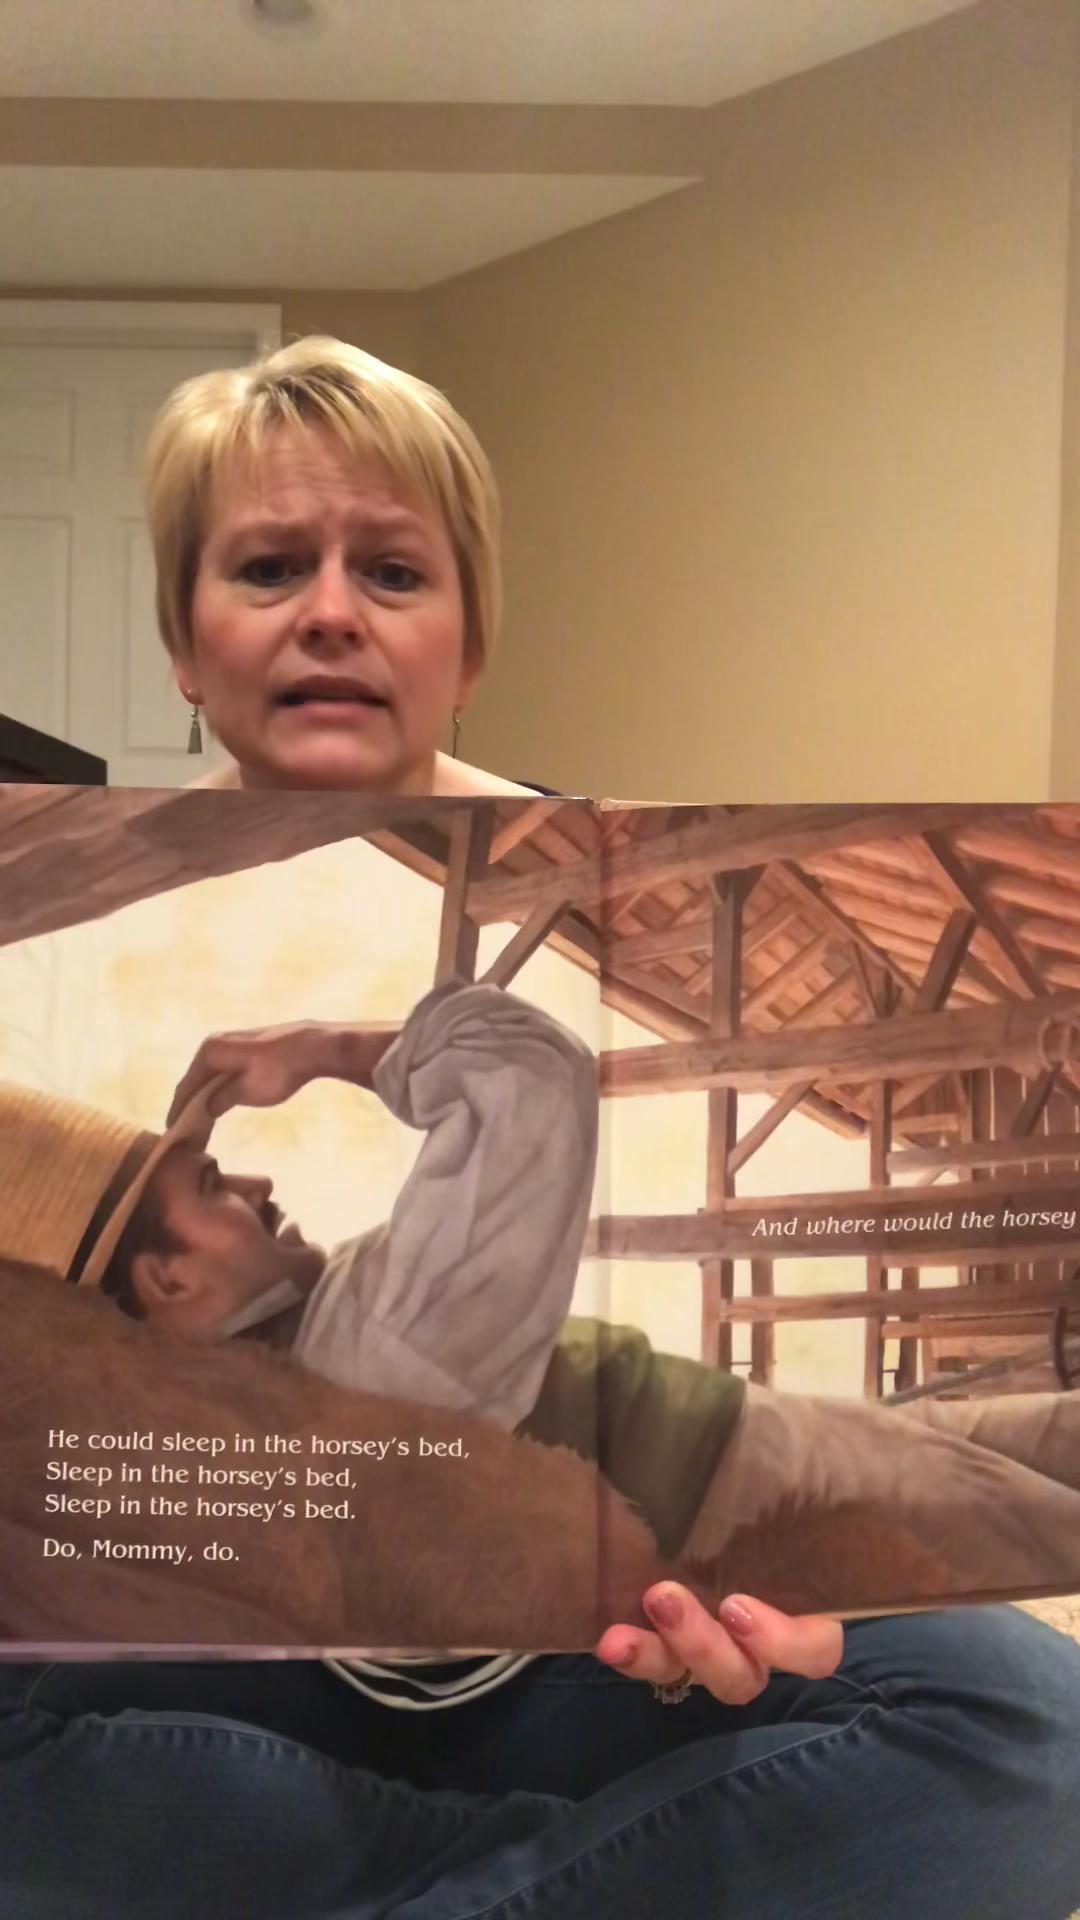 He could sleep in the horsey's bed,
Sleep in the horsey's bed,
Sleep in the horsey's bed.
Do, Mommy, do.
And where would the horsey